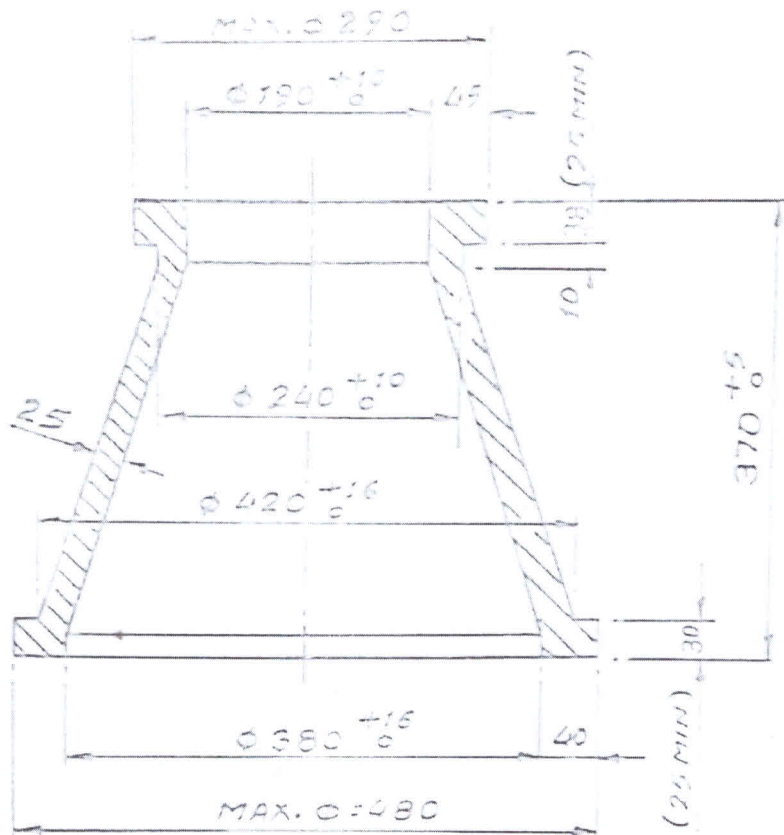 MAX. Ø 290
Ø 190 +10 0
45
(25 MIN)
10
Ø 240 +10 0
370 +5 0
25
Ø 420 +16 0
30
(25 MIN)
Ø 380 +16 0
40
MAX. Ø = 480